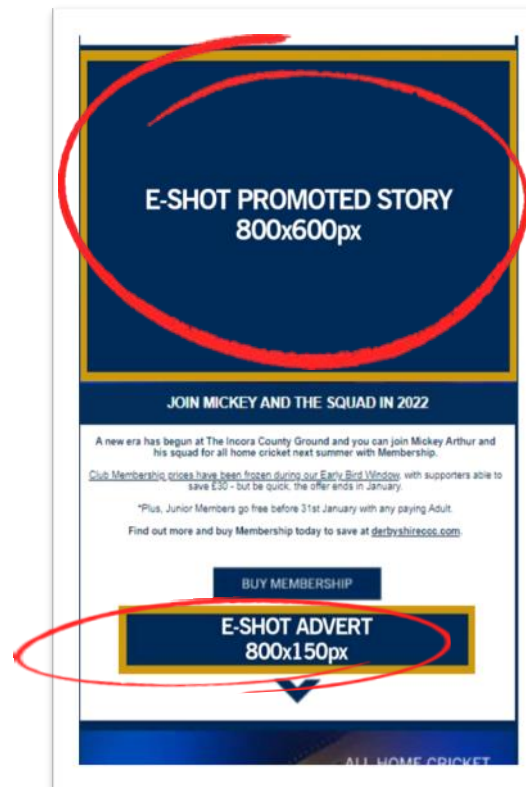 E-SHOT PROMOTED STORY
800x600px
JOIN MICKEY AND THE SQUAD IN 2022
A new era has begun at The Incora County Ground and you can join Mickey Arthur and
his squad for all home cricket next summer with Membership.
Club Membership prices have been frozen during our Early Bird Window, with supporters able to
save £30 - but be quick, the offer ends in January.
*Plus, Junior Members go free before 31st January with any paying Adult.
Find out more and buy Membership today to save at derbyshireccc.com.
BUY MEMBERSHIP
E-SHOT ADVERT
800x150px
ALL HOME CRICKET